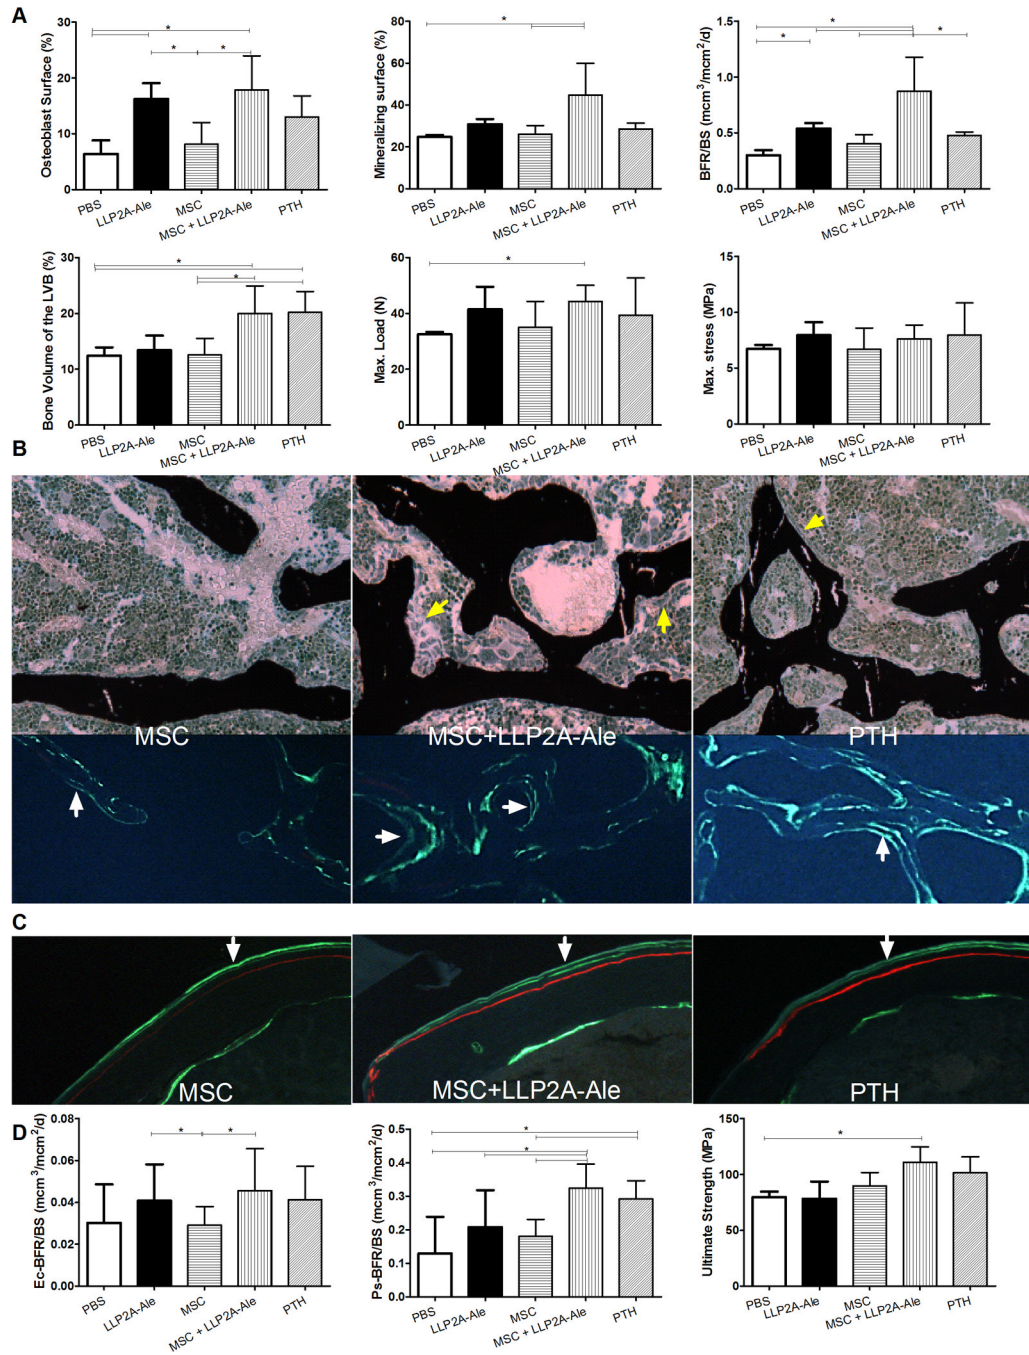 A
Osteoblast Surface (%)
30
20
10
0
PBS
LLP2A-Ale
MSC
MSC + LLP2A-Ale
PTH
*
*
*
Mineralizing surface (%)
80
60
40
20
0
PBS
LLP2A-Ale
MSC
MSC + LLP2A-Ale
PTH
*
BFR/BS (mcm³/mcm²/d)
1.5
1.0
0.5
0.0
PBS
LLP2A-Ale
MSC
MSC + LLP2A-Ale
PTH
*
*
*
Bone Volume of the LVB (%)
30
20
10
0
PBS
LLP2A-Ale
MSC
MSC + LLP2A-Ale
PTH
*
*
Max. Load (N)
60
40
20
0
PBS
LLP2A-Ale
MSC
MSC + LLP2A-Ale
PTH
*
Max. stress (MPa)
15
10
5
0
PBS
LLP2A-Ale
MSC
MSC + LLP2A-Ale
PTH
B
MSC
MSC+LLP2A-Ale
PTH
C
MSC
MSC+LLP2A-Ale
PTH
D
Ec-BFR/BS (mcm³/mcm²/d)
0.08
0.06
0.04
0.02
0.00
PBS
LLP2A-Ale
MSC
MSC + LLP2A-Ale
PTH
*
*
Ps-BFR/BS (mcm³/mcm²/d)
0.5
0.4
0.3
0.2
0.1
0.0
PBS
LLP2A-Ale
MSC
MSC + LLP2A-Ale
PTH
*
*
Ultimate Strength (MPa)
150
100
50
0
PBS
LLP2A-Ale
MSC
MSC + LLP2A-Ale
PTH
*